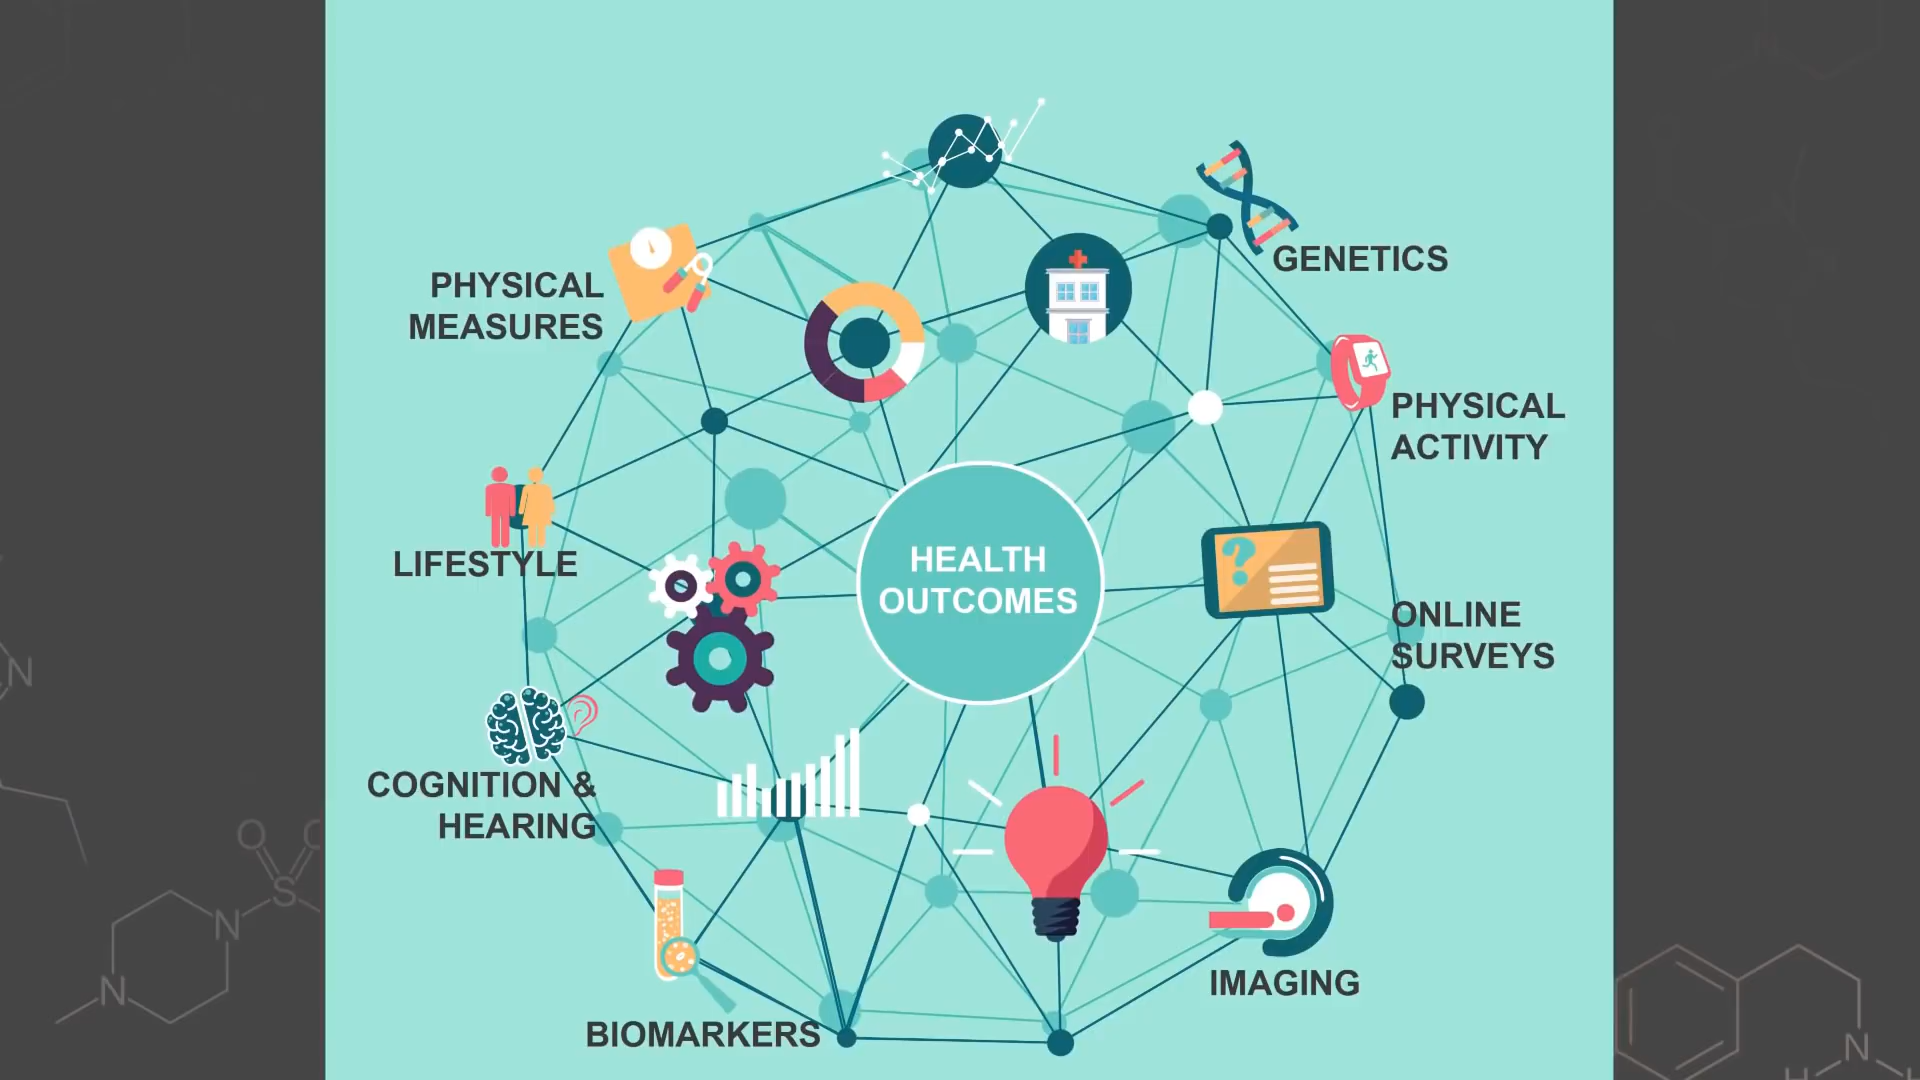 GENETICS
PHYSICAL
MEASURES
PHYSICAL
ACTIVITY
LIFESTYLE
HEALTH
OUTCOMES
ONLINE
SURVEYS
COGNITION &
HEARING
IMAGING
BIOMARKERS
N
O
O
S
N
N
N
H
H